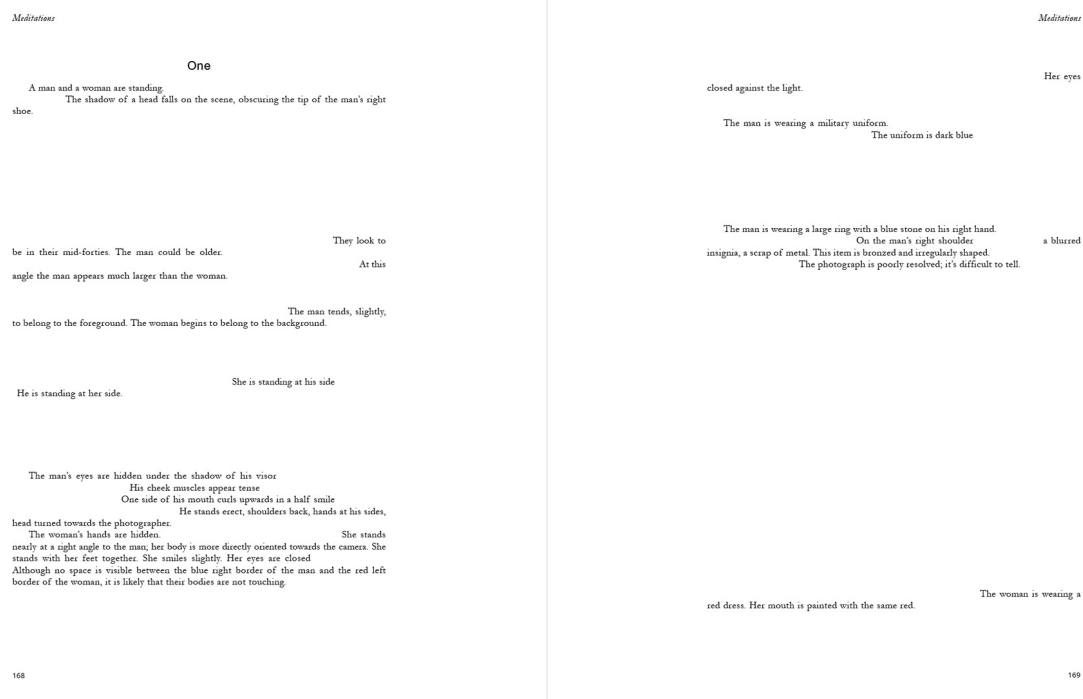 Meditations
One
A man and a woman are standing.
The shadow of a head falls on the scene, obscuring the tip of the man's right
shoe.
They look to
be in their mid-forties. The man could be older.
At this
angle the man appears much larger than the woman.
The man tends, slightly,
to belong to the foreground. The woman begins to belong to the background.
She is standing at his side
He is standing at her side.
The man's eyes are hidden under the shadow of his visor
His cheek muscles appear tense
One side of his mouth curls upwards in a half smile
He stands erect, shoulders back, hands at his sides,
head turned towards the photographer.
The woman's hands are hidden. She stands
nearly at a right angle to the man; her body is more directly oriented towards the camera. She
stands with her feet together. She smiles slightly. Her eyes are closed
Although no space is visible between the blue right border of the man and the red left
border of the woman, it is likely that their bodies are not touching.
168
Meditations
Her eyes
closed against the light.
The man is wearing a military uniform.
The uniform is dark blue
The man is wearing a large ring with a blue stone on his right hand.
On the man's right shoulder a blurred
insignia, a scrap of metal. This item is bronzed and irregularly shaped.
The photograph is poorly resolved; it's difficult to tell.
The woman is wearing a
red dress. Her mouth is painted with the same red.
169